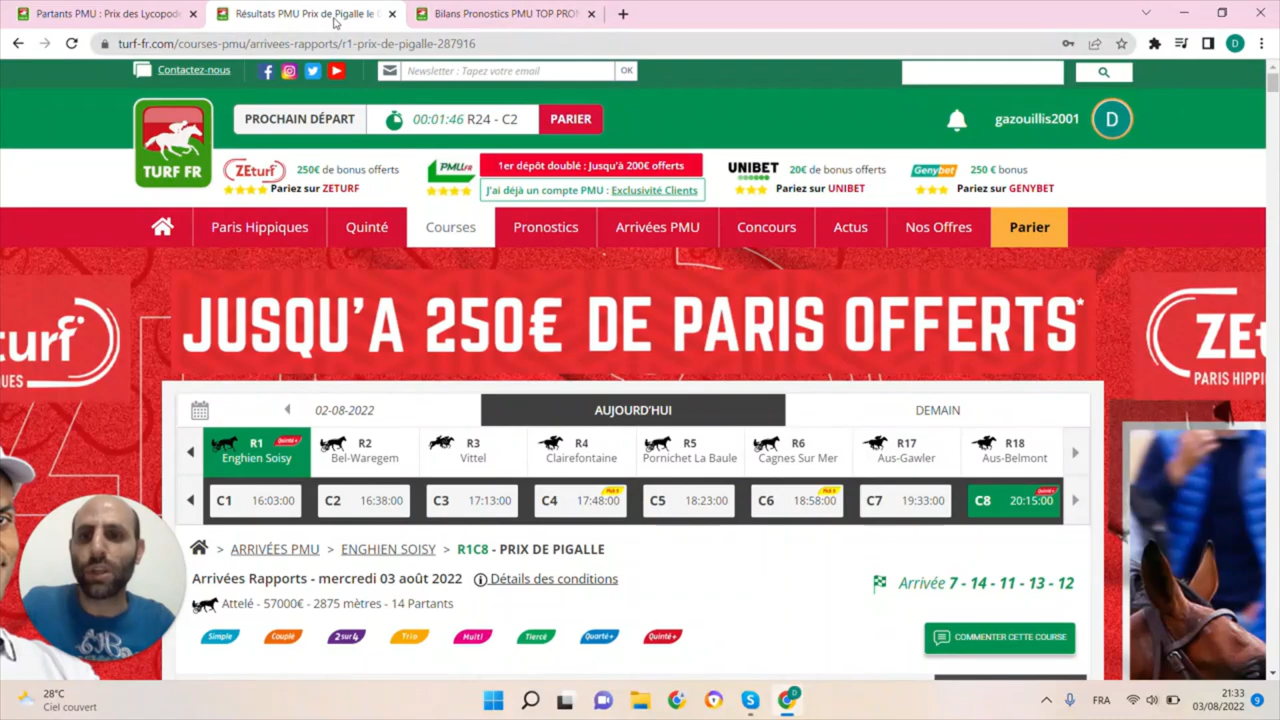 Partants PMU : Prix des Lycopode
Résultats PMU Prix de Pigalle le
Bilans Pronostics PMU TOP PRO
turf-fr.com/courses-pmu/arrivees-rapports/r1-prix-de-pigalle-287916
D
Contactez-nous
Newsletter : Tapez votre email
OK
TURF FR
PROCHAIN DÉPART
00:01:46 R24 - C2
PARIER
gazouillis2001
D
ZEturf
250€ de bonus offerts
Pariez sur ZETURF
PMU.FR
1er dépôt doublé : Jusqu'à 200€ offerts
J'ai déjà un compte PMU : Exclusivité Clients
UNIBET
20€ de bonus offerts
Pariez sur UNIBET
Genybet
250 € bonus
Pariez sur GENYBET
Paris Hippiques
Quinté
Courses
Pronostics
Arrivées PMU
Concours
Actus
Nos Offres
Parier
JUSQU'A 250€ DE PARIS OFFERTS*
turf
IQUES
ZEt
PARIS HIPPI
02-08-2022
AUJOURD'HUI
DEMAIN
R1 Quinté+
Enghien Soisy
R2
Bel-Waregem
R3
Vittel
R4
Clairefontaine
R5
Pornichet La Baule
R6
Cagnes Sur Mer
R17
Aus-Gawler
R18
Aus-Belmont
C1 16:03:00
C2 16:38:00
C3 17:13:00
C4 17:48:00
C5 18:23:00
C6 18:58:00
C7 19:33:00
C8 20:15:00
> ARRIVÉES PMU > ENGHIEN SOISY > R1C8 - PRIX DE PIGALLE
Arrivées Rapports - mercredi 03 août 2022
Détails des conditions
Arrivée 7 - 14 - 11 - 13 - 12
Attelé - 57000€ - 2875 mètres - 14 Partants
Simple
Couplé
2 sur 4
Trio
Multi
Tiercé
Quarté+
Quinté+
COMMENTER CETTE COURSE
28°C
Ciel couvert
D
FRA
21:33
03/08/2022
9